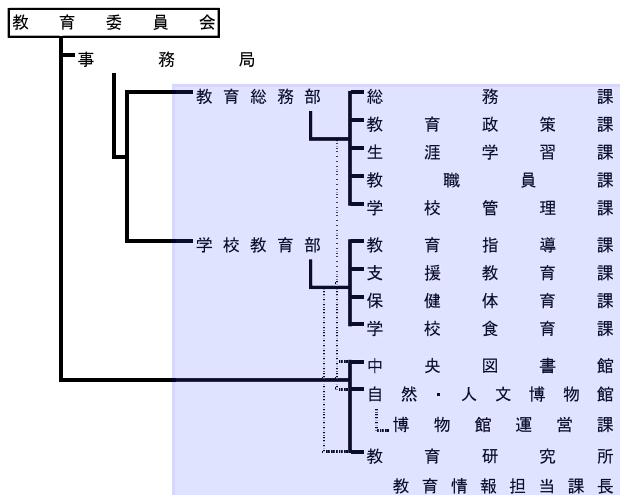 教育委員会
事務局
教育総務部
総務課
教育政策課
生涯学習課
教職員課
学校管理課
学校教育部
教育指導課
支援教育課
保健体育課
学校食育課
中央図書館
自然・人文博物館
博物館運営課
教育研究所
教育情報担当課長